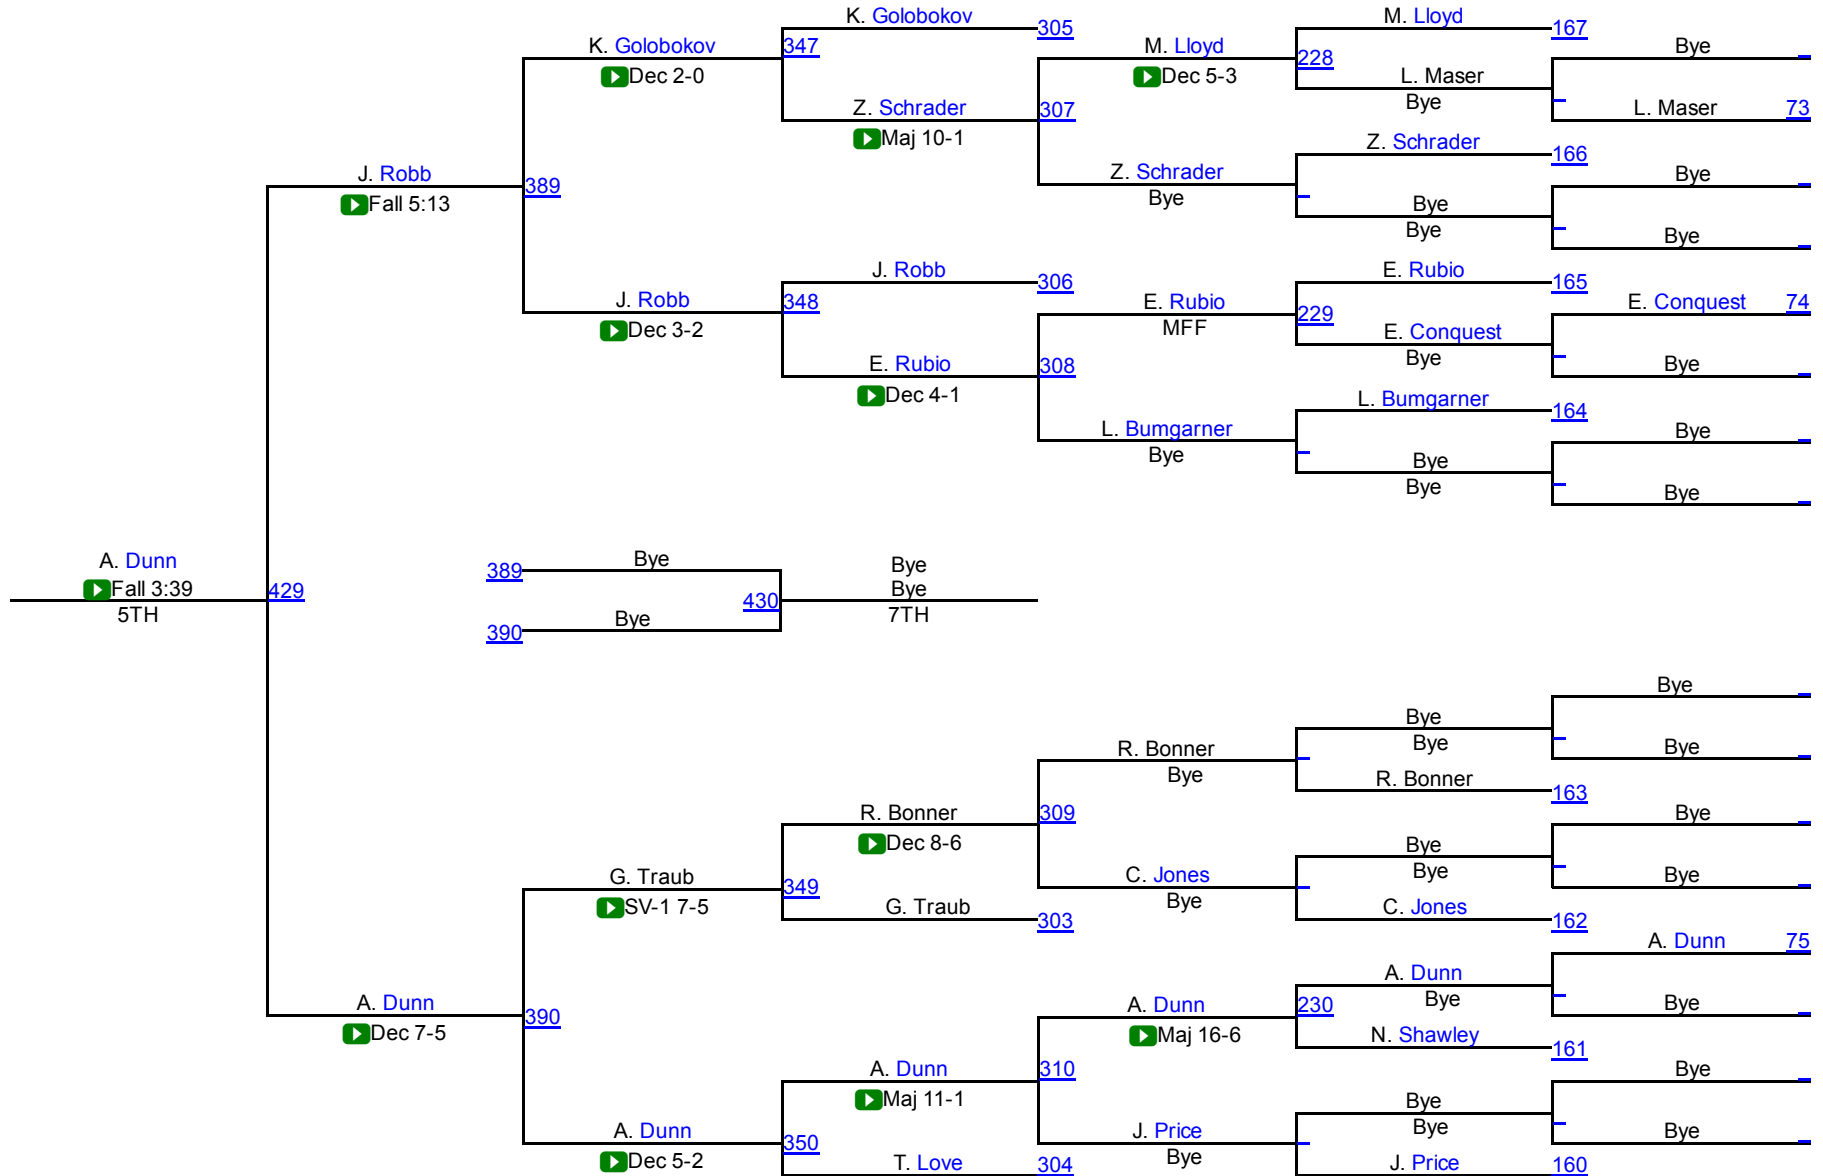 K. Golobokov
305
M. Lloyd
167
K. Golobokov
347
Dec 2-0
M. Lloyd
228
Dec 5-3
L. Maser
Bye
Bye
L. Maser
73
Z. Schrader
307
Maj 10-1
Z. Schrader
166
Z. Schrader
Bye
Bye
Bye
Bye
Bye
J. Robb
389
Fall 5:13
J. Robb
306
E. Rubio
165
J. Robb
348
Dec 3-2
E. Rubio
229
MFF
E. Conquest
Bye
E. Conquest
74
Bye
E. Rubio
308
Dec 4-1
L. Bumgarner
164
L. Bumgarner
Bye
Bye
Bye
Bye
Bye
A. Dunn
Fall 3:39
429
5TH
389
Bye
390
Bye
430
Bye
Bye
7TH
Bye
Bye
Bye
Bye
R. Bonner
Bye
R. Bonner
163
R. Bonner
309
Dec 8-6
Bye
Bye
Bye
Bye
G. Traub
349
SV-1 7-5
C. Jones
Bye
C. Jones
162
G. Traub
303
A. Dunn
75
A. Dunn
Bye
Bye
A. Dunn
390
Dec 7-5
A. Dunn
230
Maj 16-6
N. Shawley
161
A. Dunn
310
Maj 11-1
Bye
Bye
Bye
Bye
A. Dunn
350
Dec 5-2
J. Price
Bye
T. Love
304
J. Price
160